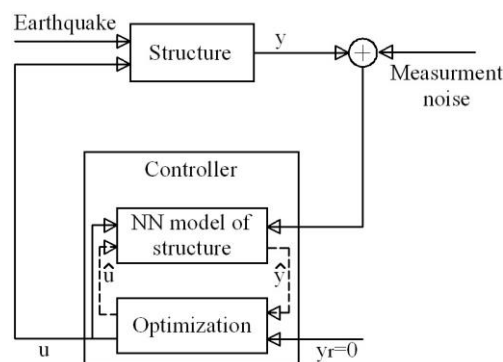 Earthquake
Structure
y
Measurment
noise
Controller
NN model of
structure
û
ŷ
Optimization
u
yr=0